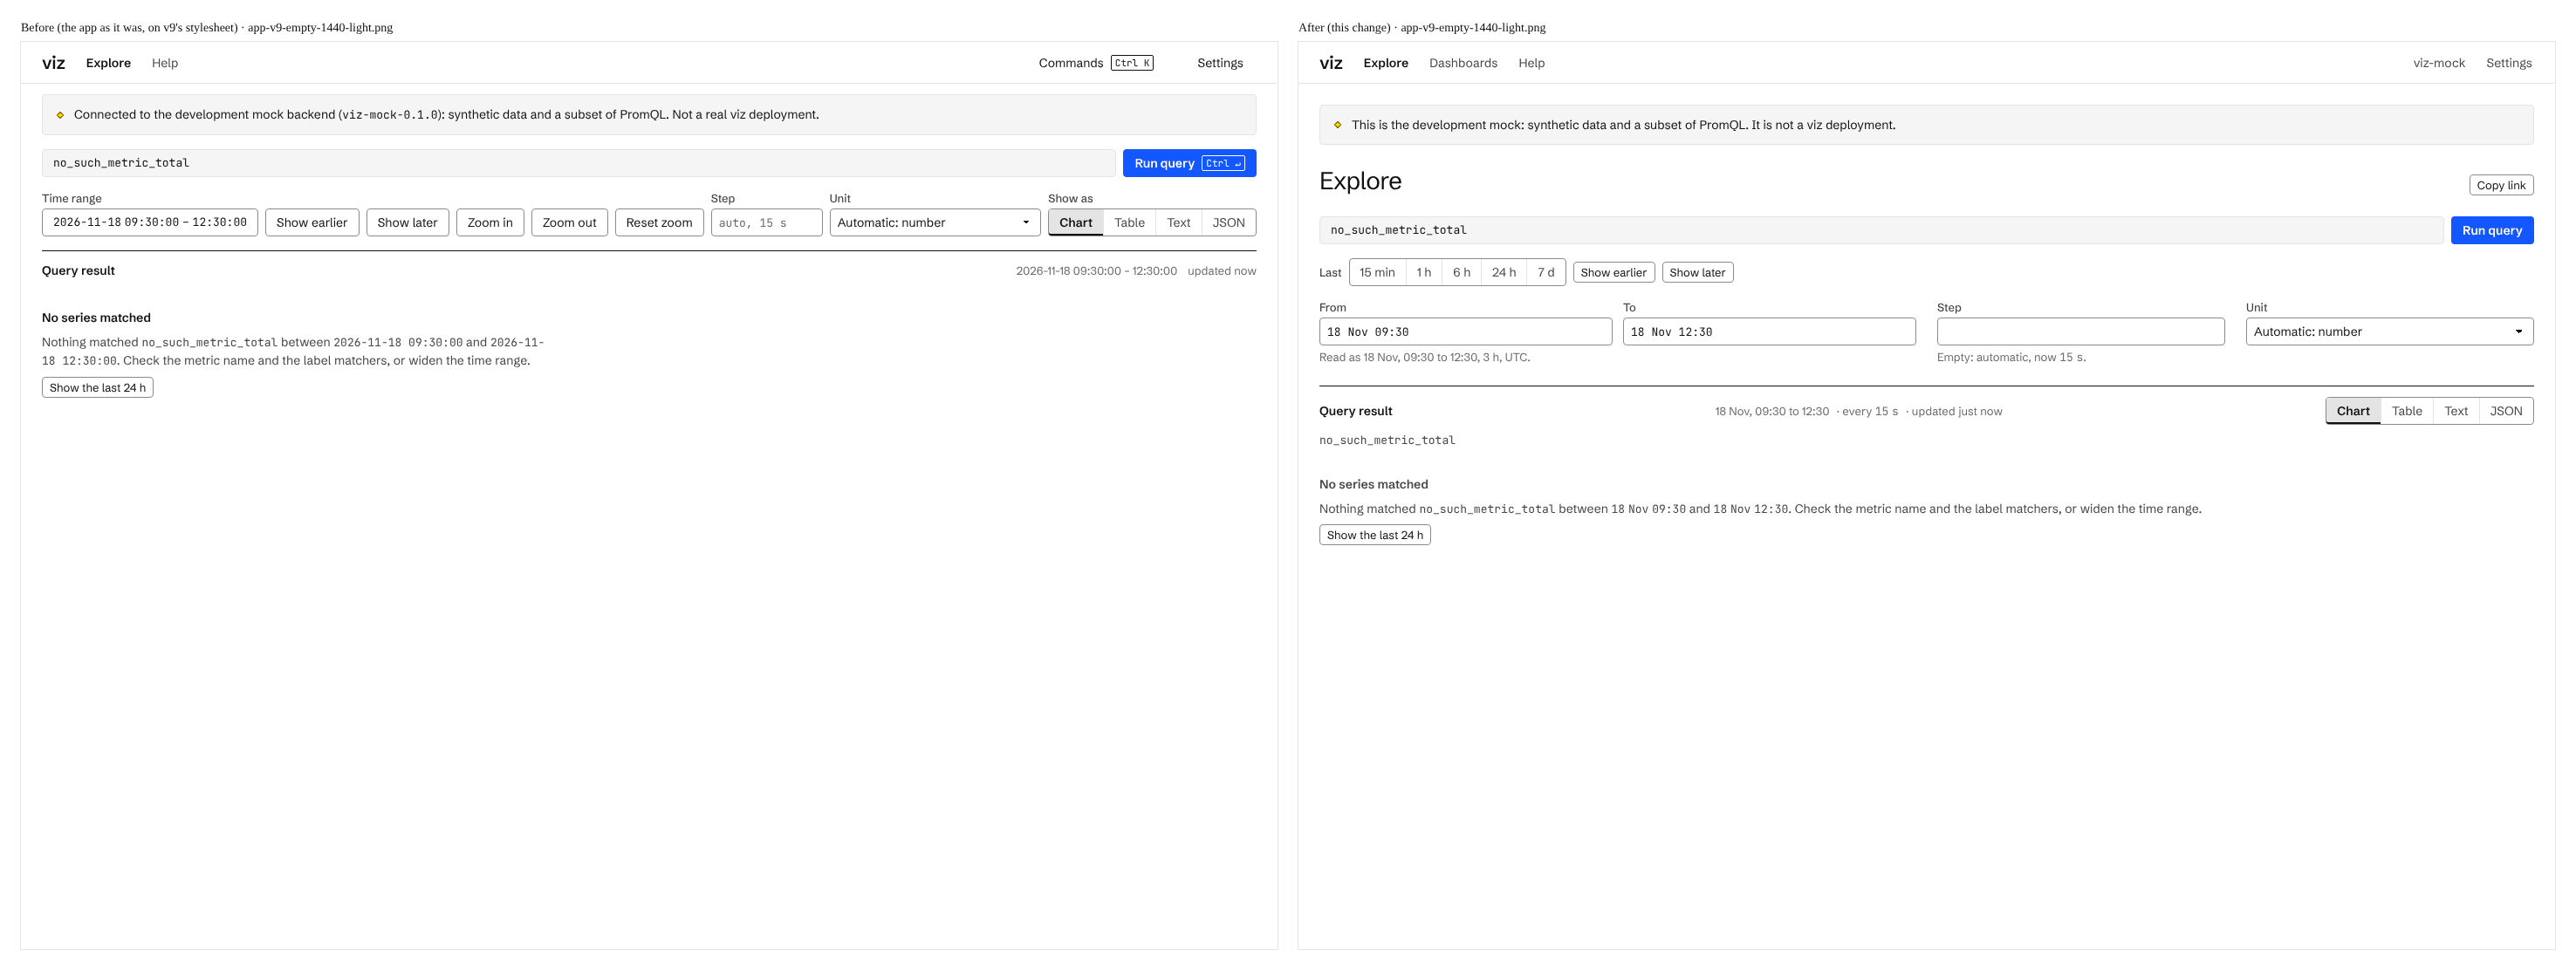 Before (the app as it was, on v9's stylesheet) · app-v9-empty-1440-light.png
viz Explore Help Commands Ctrl K Settings
Connected to the development mock backend (viz-mock-0.1.0): synthetic data and a subset of PromQL. Not a real viz deployment.
no_such_metric_total Run query Ctrl ↵
Time range Step Unit Show as
2026-11-18 09:30:00 – 12:30:00 Show earlier Show later Zoom in Zoom out Reset zoom auto, 15 s Automatic: number Chart Table Text JSON
Query result 2026-11-18 09:30:00 – 12:30:00 updated now
No series matched
Nothing matched no_such_metric_total between 2026-11-18 09:30:00 and 2026-11-
18 12:30:00. Check the metric name and the label matchers, or widen the time range.
Show the last 24 h
After (this change) · app-v9-empty-1440-light.png
viz Explore Dashboards Help viz-mock Settings
This is the development mock: synthetic data and a subset of PromQL. It is not a viz deployment.
Explore Copy link
no_such_metric_total Run query
Last 15 min 1 h 6 h 24 h 7 d Show earlier Show later
From To Step Unit
18 Nov 09:30 18 Nov 12:30 Automatic: number
Read as 18 Nov, 09:30 to 12:30, 3 h, UTC. Empty: automatic, now 15 s.
Query result 18 Nov, 09:30 to 12:30 · every 15 s · updated just now Chart Table Text JSON
no_such_metric_total
No series matched
Nothing matched no_such_metric_total between 18 Nov 09:30 and 18 Nov 12:30. Check the metric name and the label matchers, or widen the time range.
Show the last 24 h